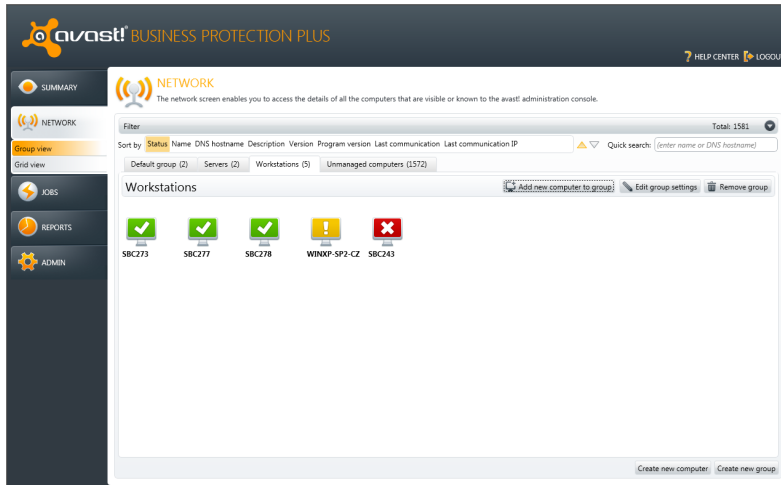 avast! BUSINESS PROTECTION PLUS
? HELP CENTER LOGOU
SUMMARY
NETWORK
Group view
Grid view
JOBS
REPORTS
ADMIN
NETWORK
The network screen enables you to access the details of all the computers that are visible or known to the avast! administration console.
Filter Total: 1581
Sort by Status Name DNS hostname Description Version Program version Last communication Last communication IP Quick search: (enter name or DNS hostname)
Default group (2) Servers (2) Workstations (5) Unmanaged computers (1572)
Workstations Add new computer to group Edit group settings Remove group
SBC273 SBC277 SBC278 WINXP-SP2-CZ SBC243
Create new computer Create new group